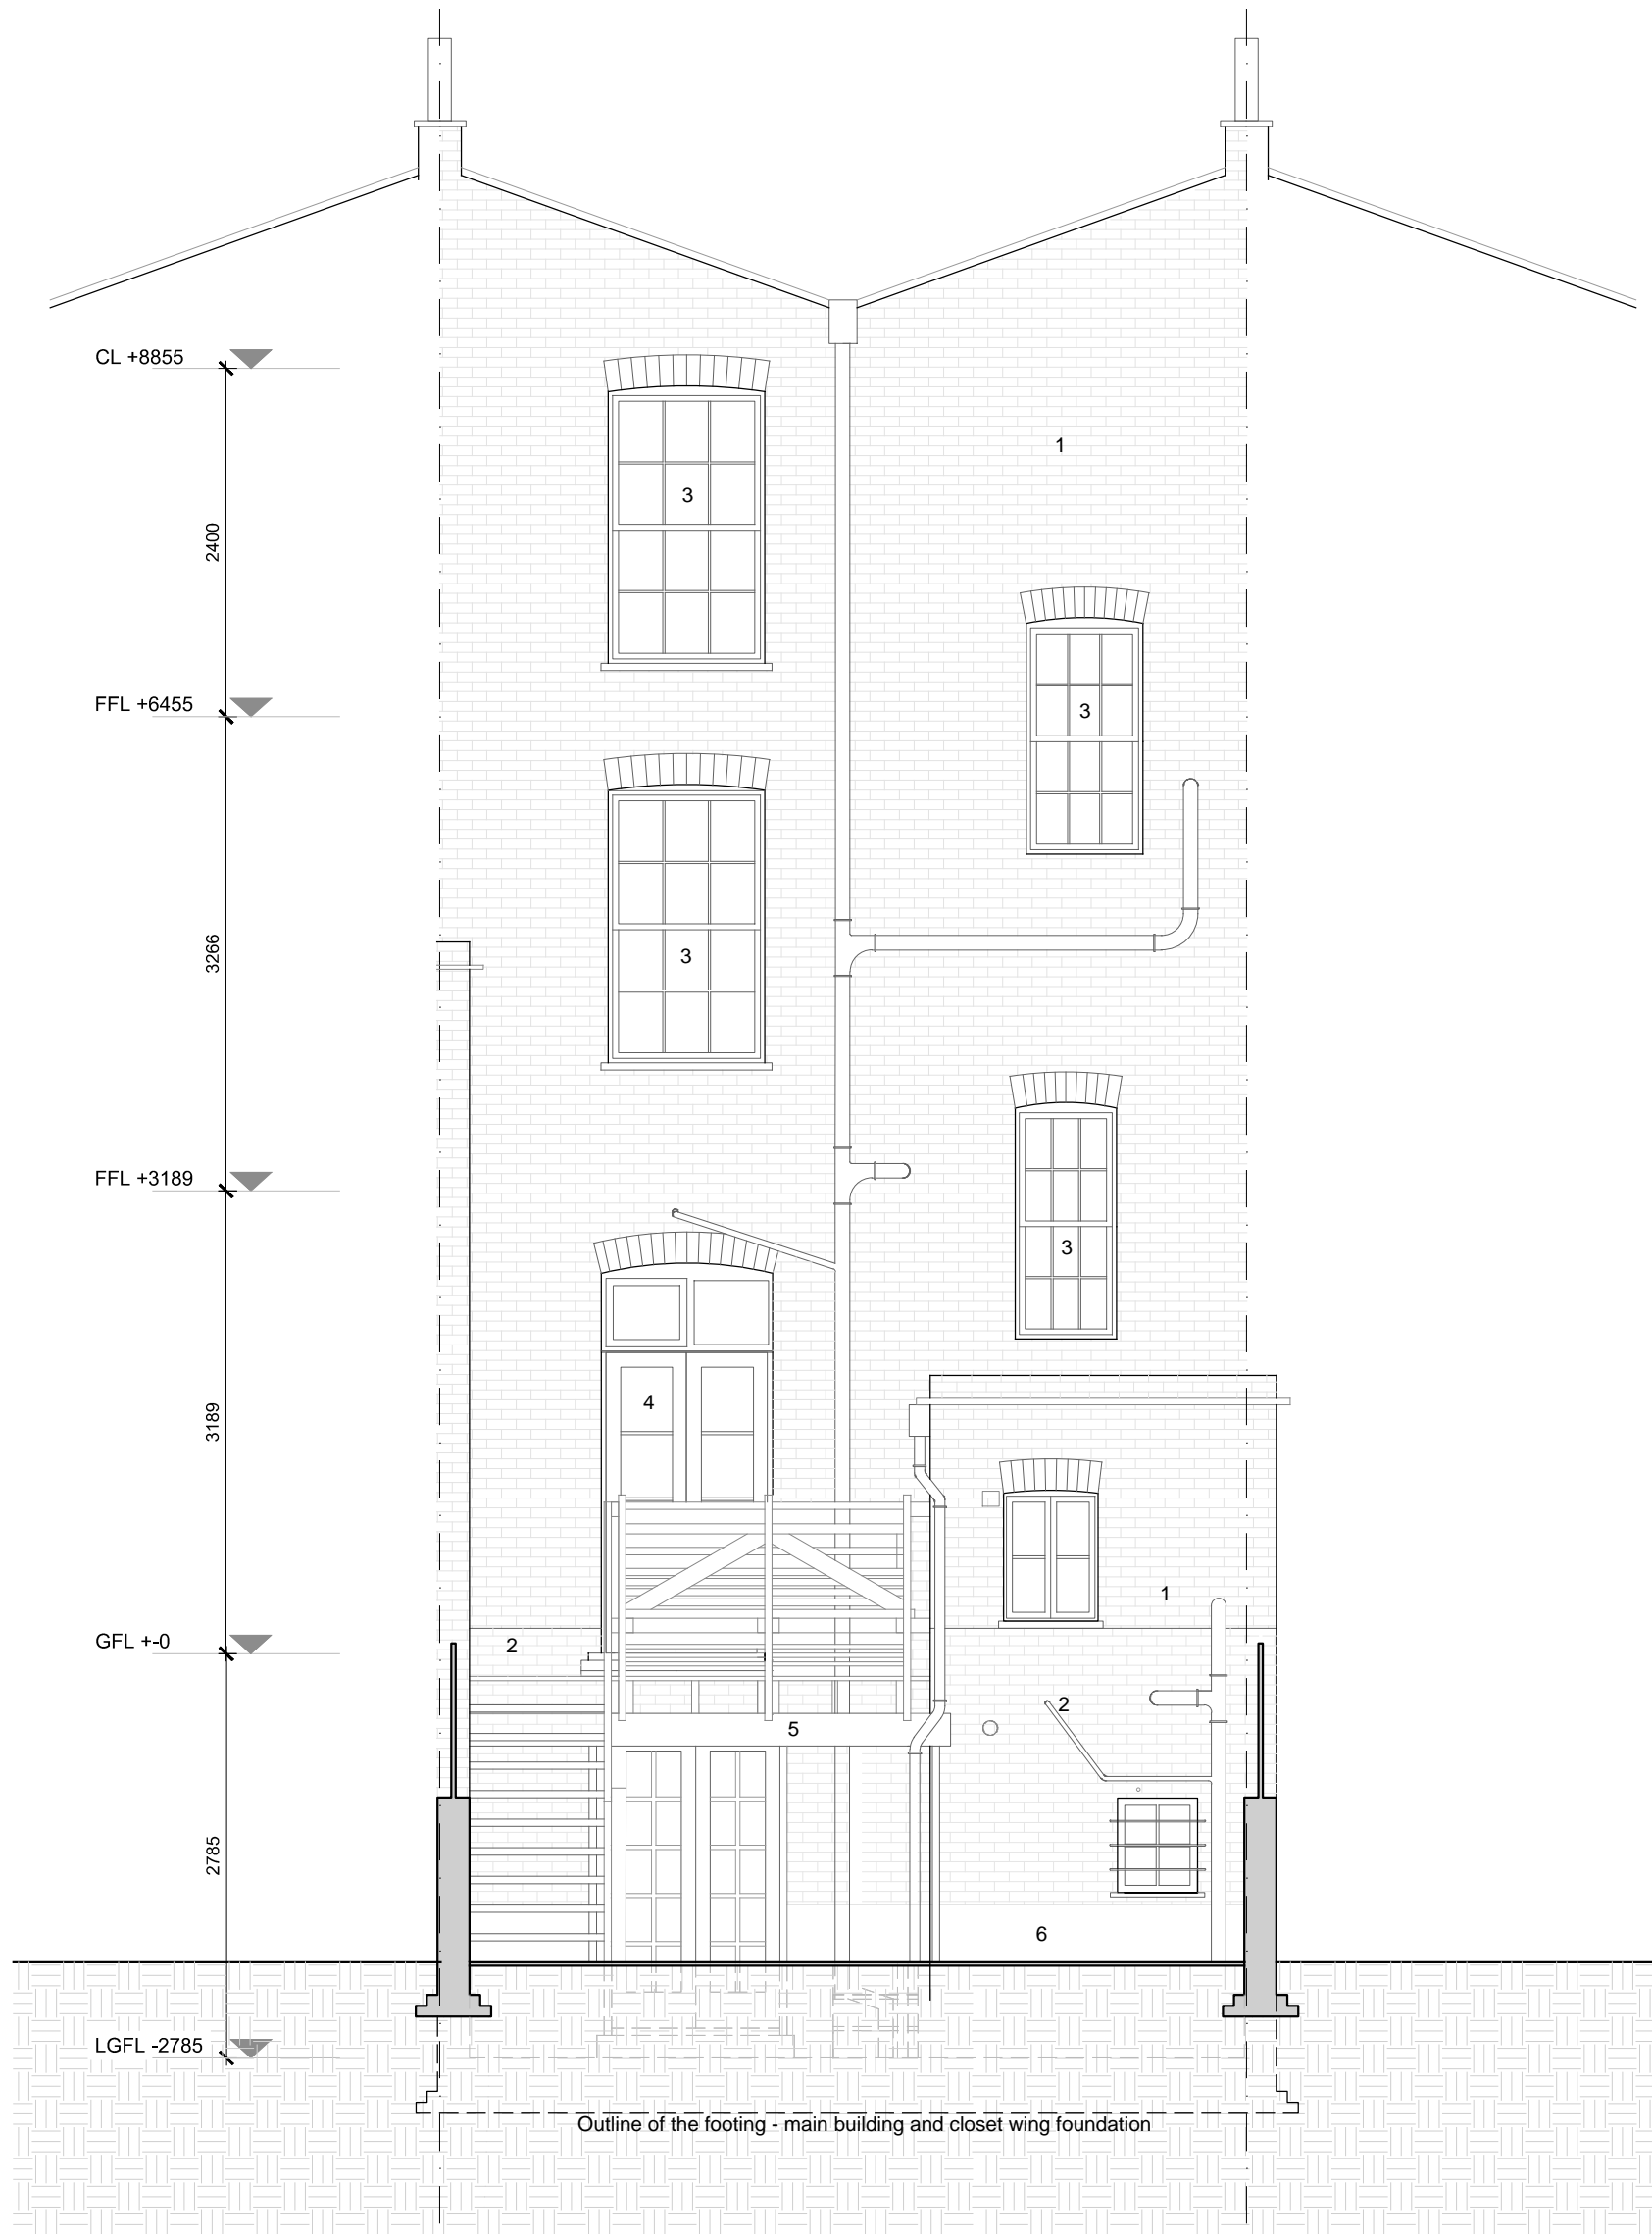 CL +8855
1
3
2400
FFL +6455
3
3266
3
FFL +3189
3
4
3189
1
GFL +-0
2
2
5
2785
6
LGFL -2785
Outline of the footing - main building and closet wing foundation